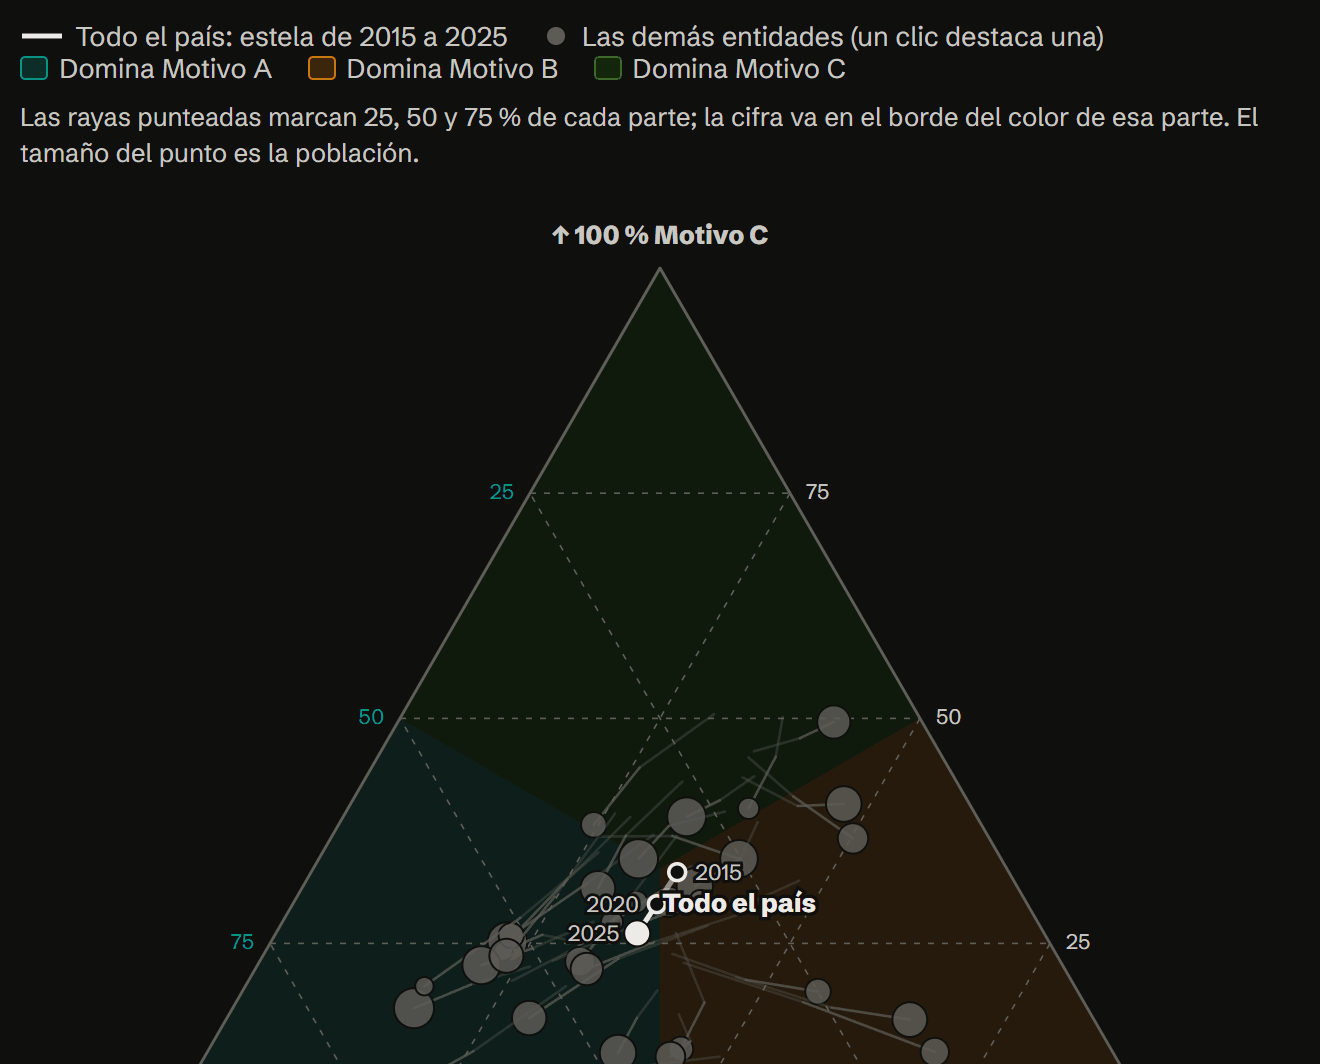 Todo el país: estela de 2015 a 2025 Las demás entidades (un clic destaca una)
Domina Motivo A Domina Motivo B Domina Motivo C
Las rayas punteadas marcan 25, 50 y 75 % de cada parte; la cifra va en el borde del color de esa parte. El
tamaño del punto es la población.
↑ 100 % Motivo C
25 75
50 50
2015
2020 Todo el país
2025
75 25